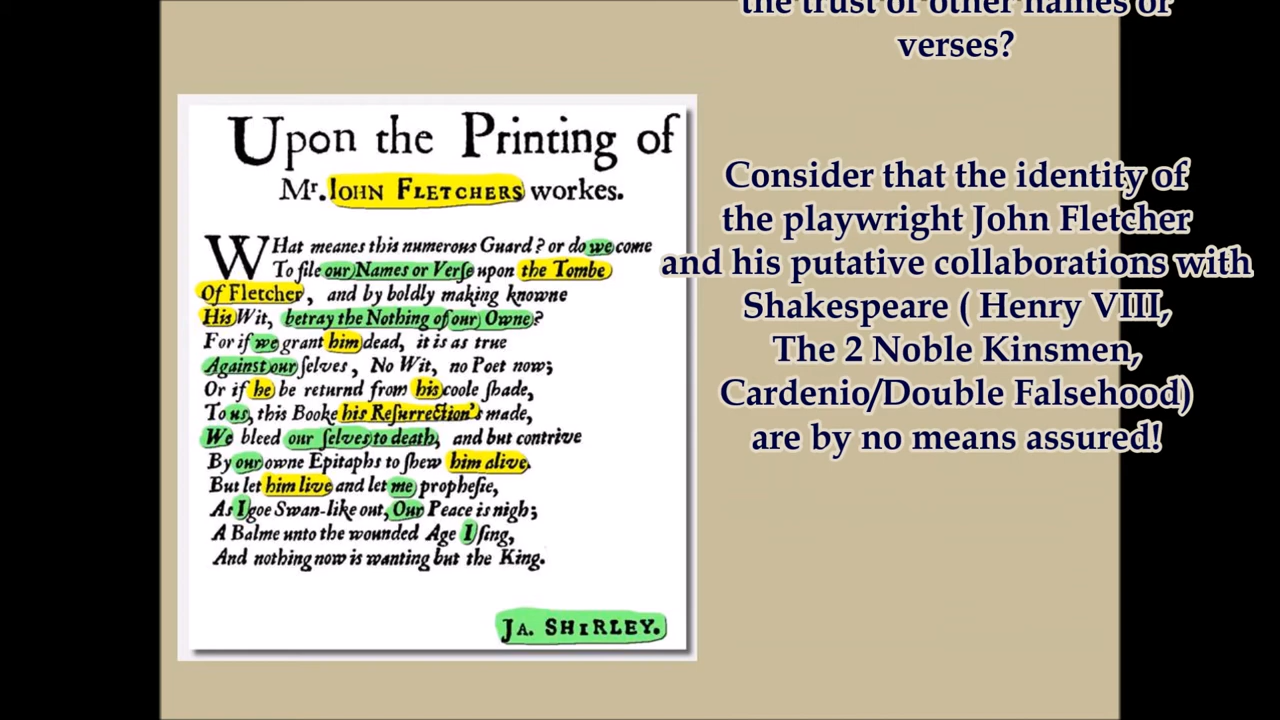 the trust of other names or
verses?
Upon the Printing of
Mr. IOHN FLETCHERS workes.
WHat meanes this numerous Guard? or do we come
To file our Names or Verſe upon the Tombe
Of Fletcher, and by boldly making knowne
His Wit, betray the Nothing of our Owne?
For if we grant him dead, it is as true
Against our ſelves, No Wit, no Poet now;
Or if he be returnd from his coole ſhade,
To us, this Booke his Reſurrection's made,
We bleed our ſelves to death, and but contrive
By our owne Epitaphs to ſhew him alive.
But let him live and let me propheſie,
As I goe Swan-like out, Our Peace is nigh;
A Balme unto the wounded Age I ſing,
And nothing now is wanting but the King.
JA. SHIRLEY.
Consider that the identity of
the playwright John Fletcher
and his putative collaborations with
Shakespeare ( Henry VIII,
The 2 Noble Kinsmen,
Cardenio/Double Falsehood)
are by no means assured!